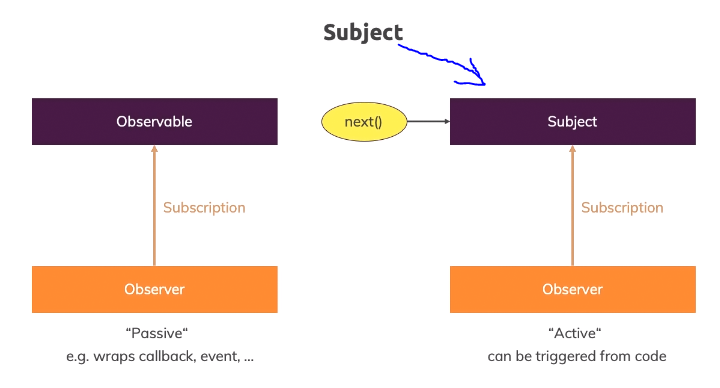 Subject
Observable
next()
Subject
Subscription
Subscription
Observer
Observer
“Passive“
e.g. wraps callback, event, ...
“Active“
can be triggered from code